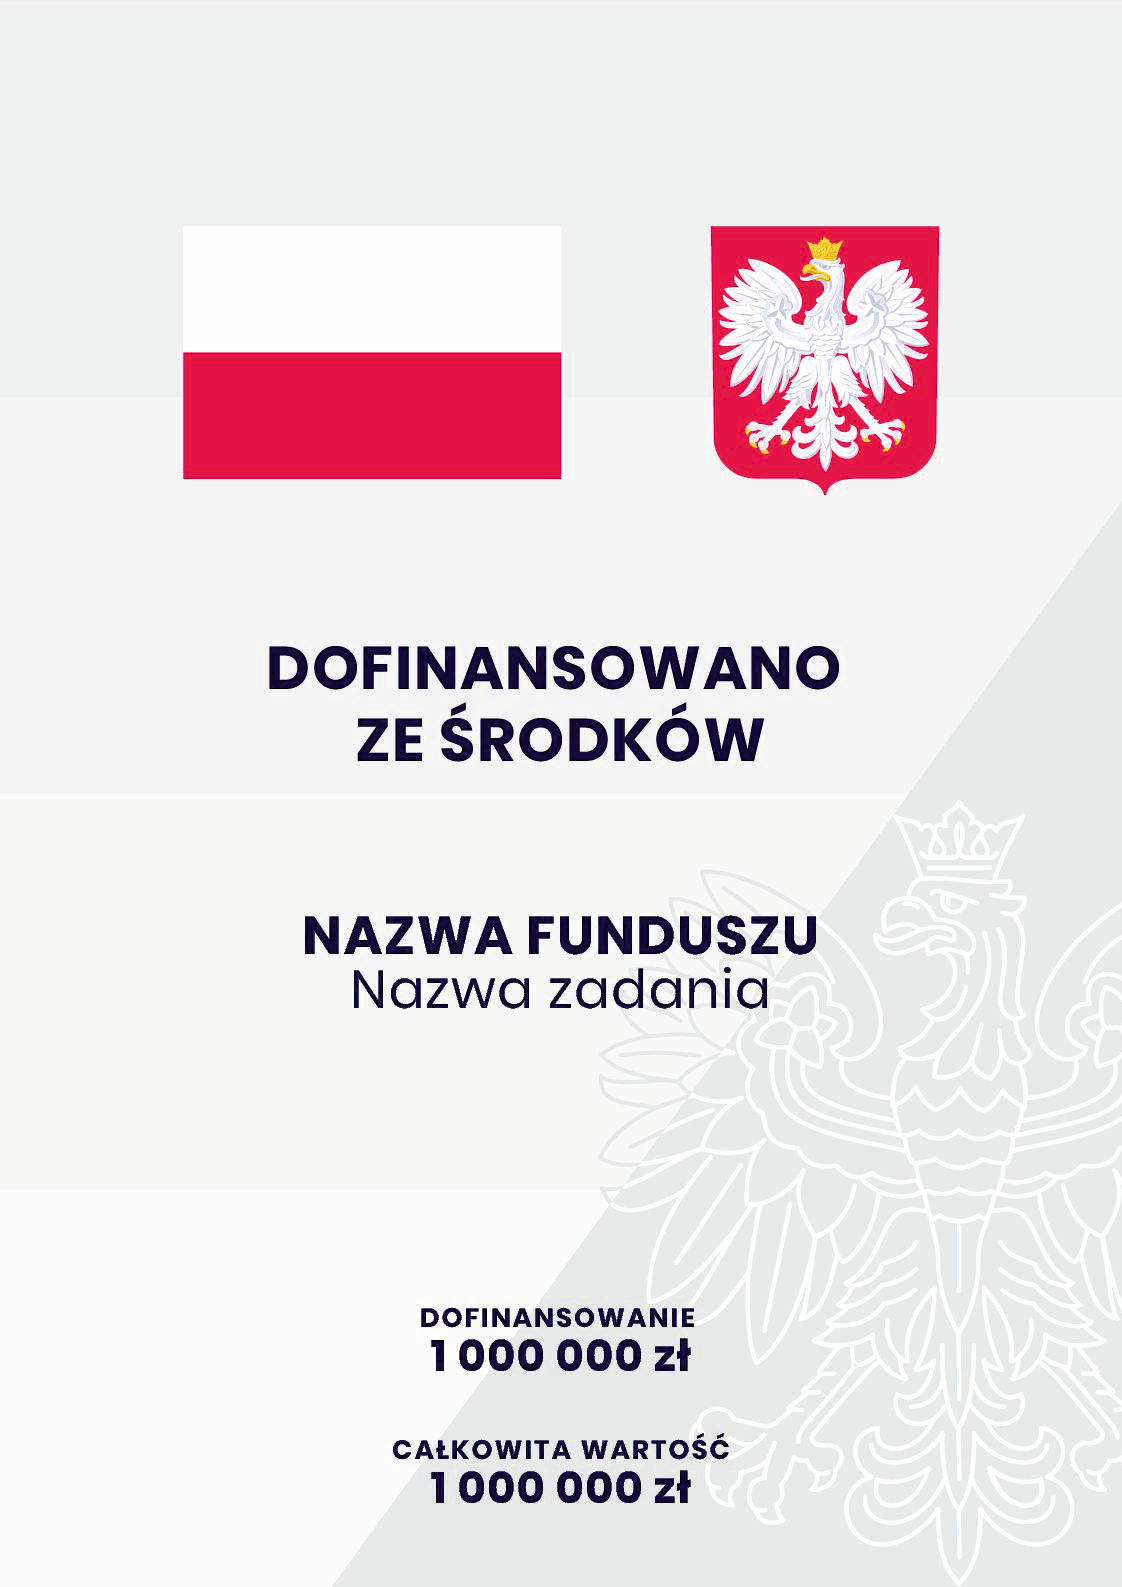 DOFINANSOWANO
ZE ŚRODKÓW
NAZWA FUNDUSZU
Nazwa zadania
DOFINANSOWANIE
1 000 000 zł
CAŁKOWITA WARTOŚĆ
1 000 000 zł